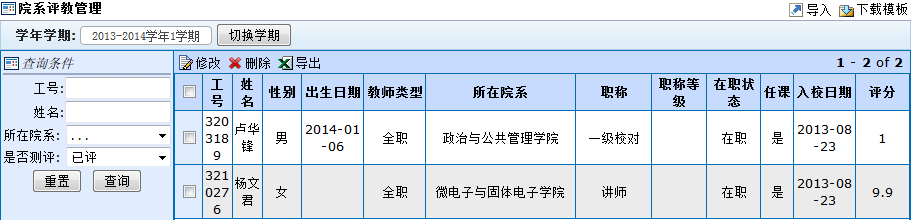 院系评教管理 导入 下载模板
学年学期: 2013-2014学年1学期 切换学期
查询条件
工号:
姓名:
所在院系: ...
是否测评: 已评
重置 查询
修改 删除 导出 1 - 2 of 2
工号 姓名 性别 出生日期 教师类型 所在院系 职称 职称等级 在职状态 任课 入校日期 评分
3203189 卢华锋 男 2014-01-06 全职 政治与公共管理学院 一级校对 在职 是 2013-08-23 1
3210276 杨文君 女 全职 微电子与固体电子学院 讲师 在职 是 2013-08-23 9.9